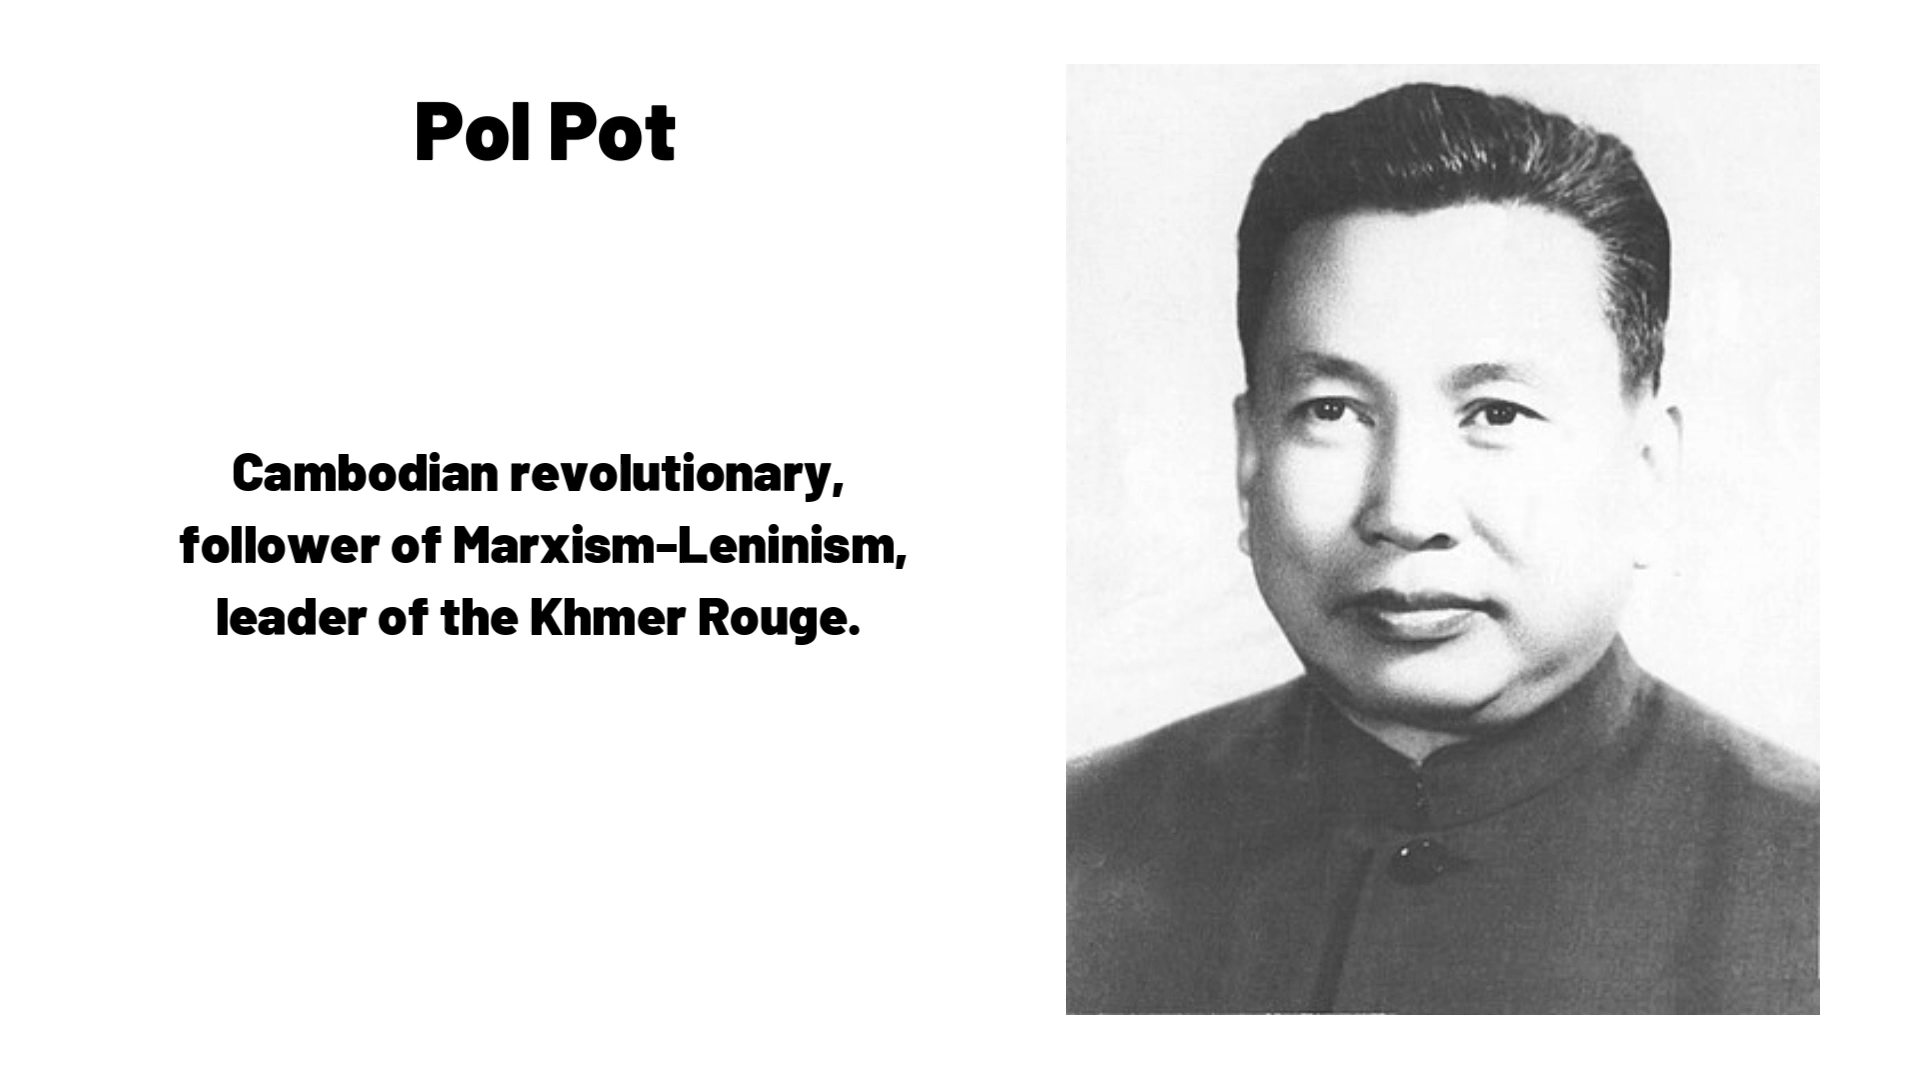 Pol Pot
Cambodian revolutionary,
follower of Marxism-Leninism,
leader of the Khmer Rouge.